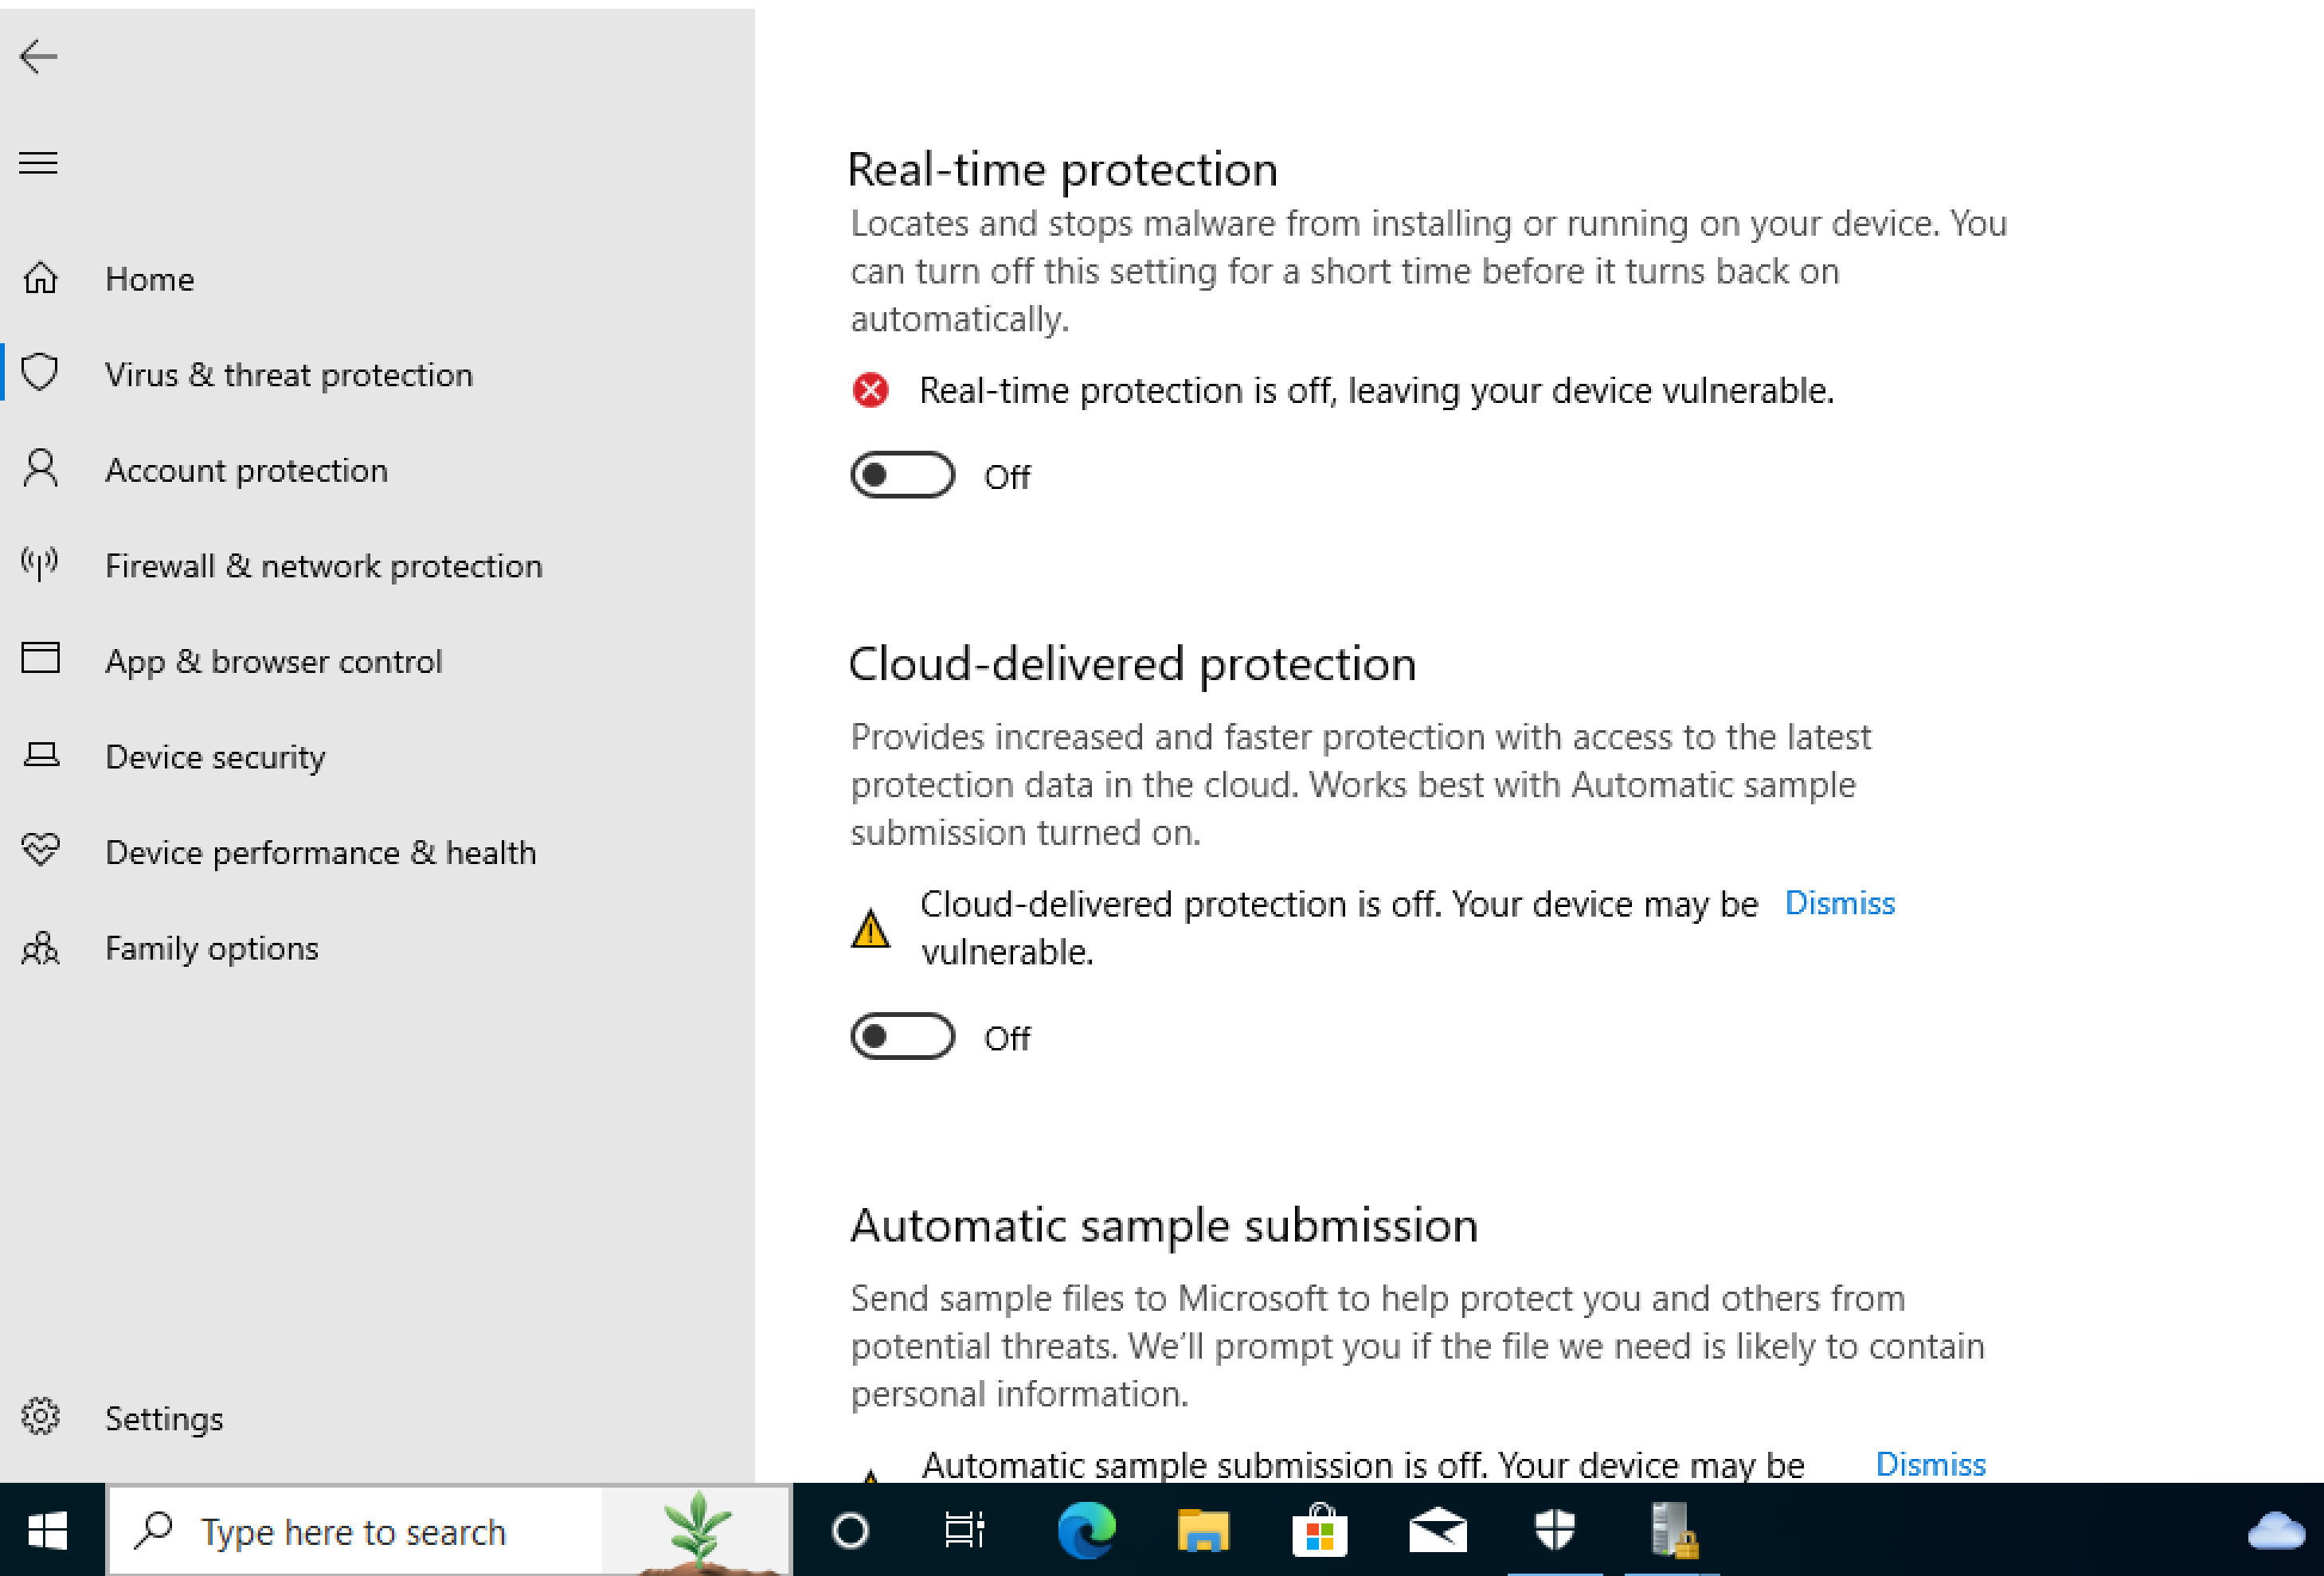 Home
Virus & threat protection
Account protection
Firewall & network protection
App & browser control
Device security
Device performance & health
Family options
Settings
Real-time protection
Locates and stops malware from installing or running on your device. You
can turn off this setting for a short time before it turns back on
automatically.
Real-time protection is off, leaving your device vulnerable.
Off
Cloud-delivered protection
Provides increased and faster protection with access to the latest
protection data in the cloud. Works best with Automatic sample
submission turned on.
Cloud-delivered protection is off. Your device may be Dismiss
vulnerable.
Off
Automatic sample submission
Send sample files to Microsoft to help protect you and others from
potential threats. We’ll prompt you if the file we need is likely to contain
personal information.
Automatic sample submission is off. Your device may be Dismiss
Type here to search